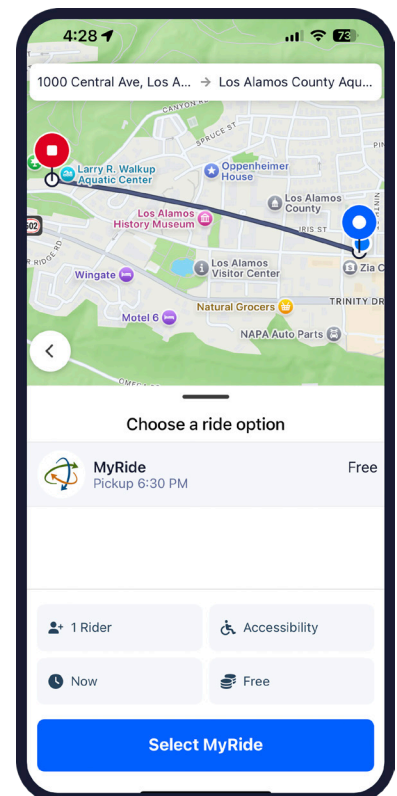 4:28
73
1000 Central Ave, Los A... → Los Alamos County Aqu...
CANYON RD
SPRUCE ST
Larry R. Walkup
Aquatic Center
Oppenheimer
House
Los Alamos
County
Los Alamos
History Museum
IRIS ST
NINTH
502
Los Alamos
Visitor Center
Zia C
Wingate
Natural Grocers
TRINITY DR
Motel 6
NAPA Auto Parts
Choose a ride option
MyRide
Free
Pickup 6:30 PM
1 Rider
Accessibility
Now
Free
Select MyRide